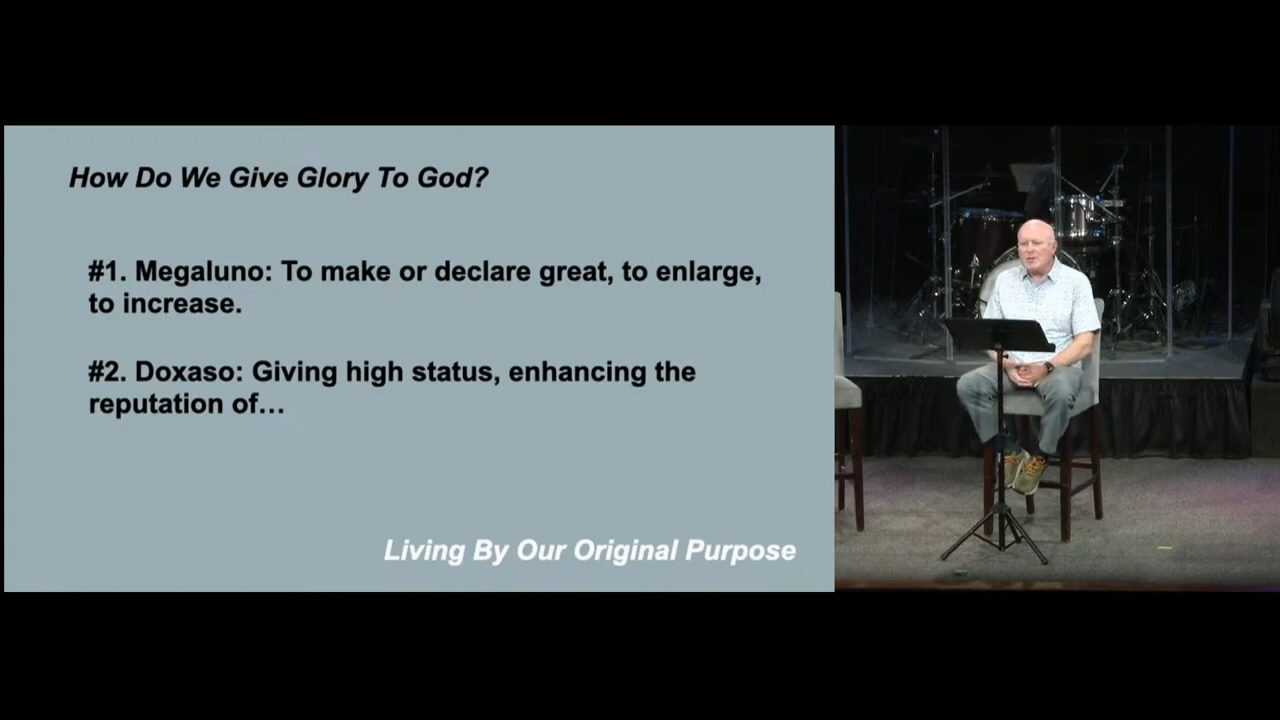 How Do We Give Glory To God?
#1. Megaluno: To make or declare great, to enlarge,
to increase.
#2. Doxaso: Giving high status, enhancing the
reputation of...
Living By Our Original Purpose